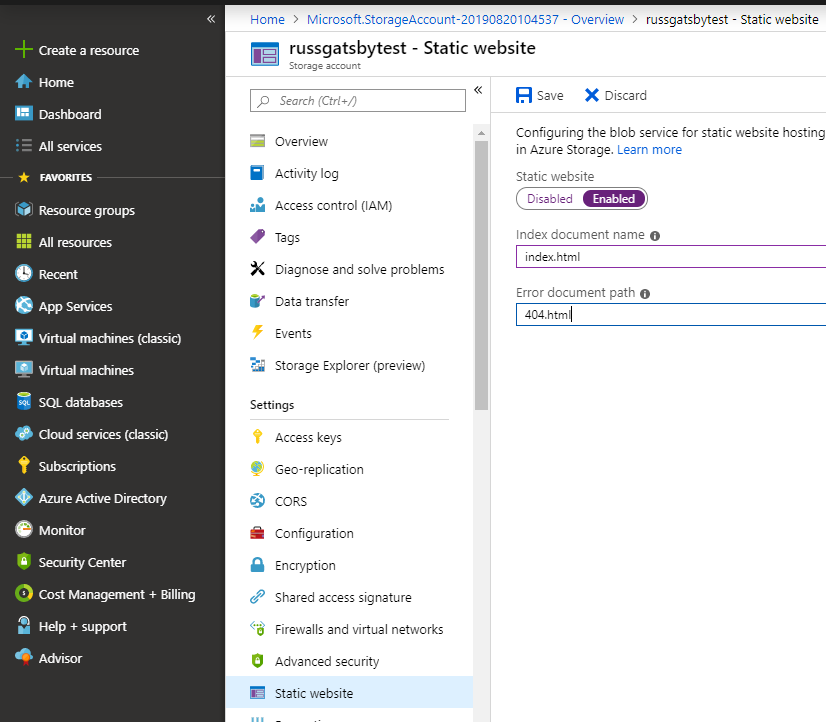 «
Create a resource
Home
Dashboard
All services
FAVORITES
Resource groups
All resources
Recent
App Services
Virtual machines (classic)
Virtual machines
SQL
SQL databases
Cloud services (classic)
Subscriptions
Azure Active Directory
Monitor
Security Center
Cost Management + Billing
Help + support
Advisor
Home > Microsoft.StorageAccount-20190820104537 - Overview > russgatsbytest - Static website
russgatsbytest - Static website
Storage account
Search (Ctrl+/)
«
Overview
Activity log
Access control (IAM)
Tags
Diagnose and solve problems
Data transfer
Events
Storage Explorer (preview)
Settings
Access keys
Geo-replication
CORS
Configuration
Encryption
Shared access signature
Firewalls and virtual networks
Advanced security
Static website
Save Discard
Configuring the blob service for static website hosting
in Azure Storage. Learn more
Static website
Disabled Enabled
Index document name
index.html
Error document path
404.html